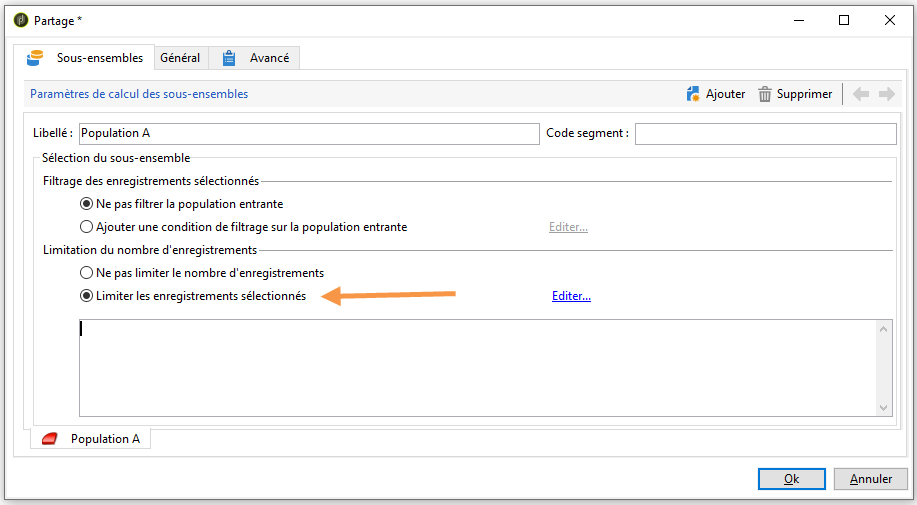 Partage *
Sous-ensembles Général Avancé
Paramètres de calcul des sous-ensembles Ajouter Supprimer
Libellé : Population A Code segment :
Sélection du sous-ensemble
Filtrage des enregistrements sélectionnés
Ne pas filtrer la population entrante
Ajouter une condition de filtrage sur la population entrante Editer...
Limitation du nombre d'enregistrements
Ne pas limiter le nombre d'enregistrements
Limiter les enregistrements sélectionnés Editer...
Population A
Ok Annuler